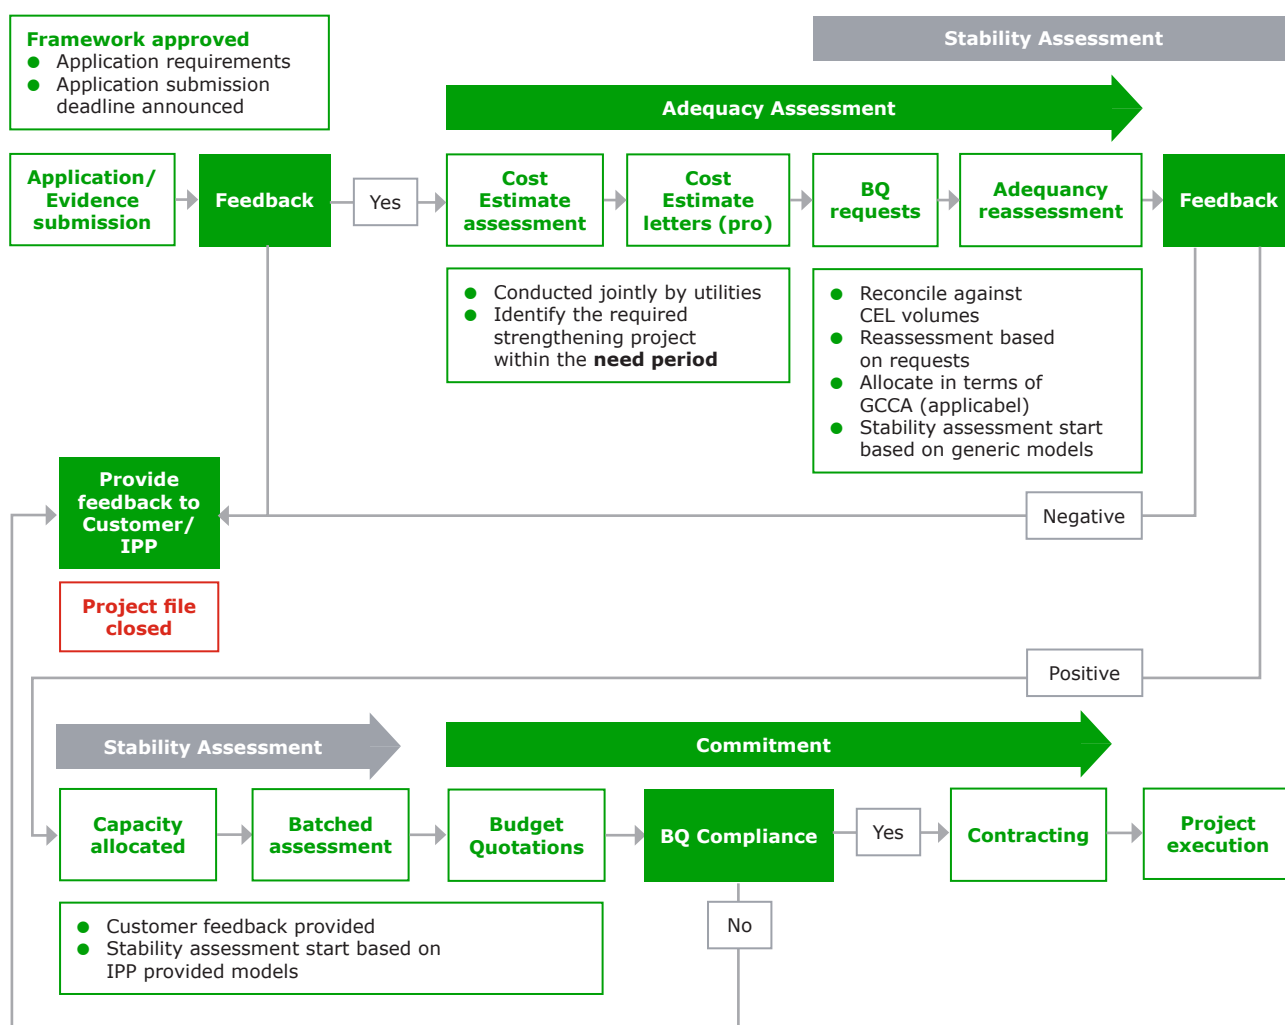 Framework approved
● Application requirements
● Application submission
deadline announced
Stability Assessment
Adequacy Assessment
Application/
Evidence
submission
Feedback
Yes
Cost
Estimate
assessment
Cost
Estimate
letters (pro)
BQ
requests
Adequancy
reassessment
Feedback
● Conducted jointly by utilities
● Identify the required
strengthening project
within the need period
● Reconcile against
CEL volumes
● Reassessment based
on requests
● Allocate in terms of
GCCA (applicabel)
● Stability assessment start
based on generic models
Provide
feedback to
Customer/
IPP
Negative
Project file
closed
Positive
Stability Assessment
Commitment
Capacity
allocated
Batched
assessment
Budget
Quotations
BQ Compliance
Yes
Contracting
Project
execution
● Customer feedback provided
● Stability assessment start based on
IPP provided models
No